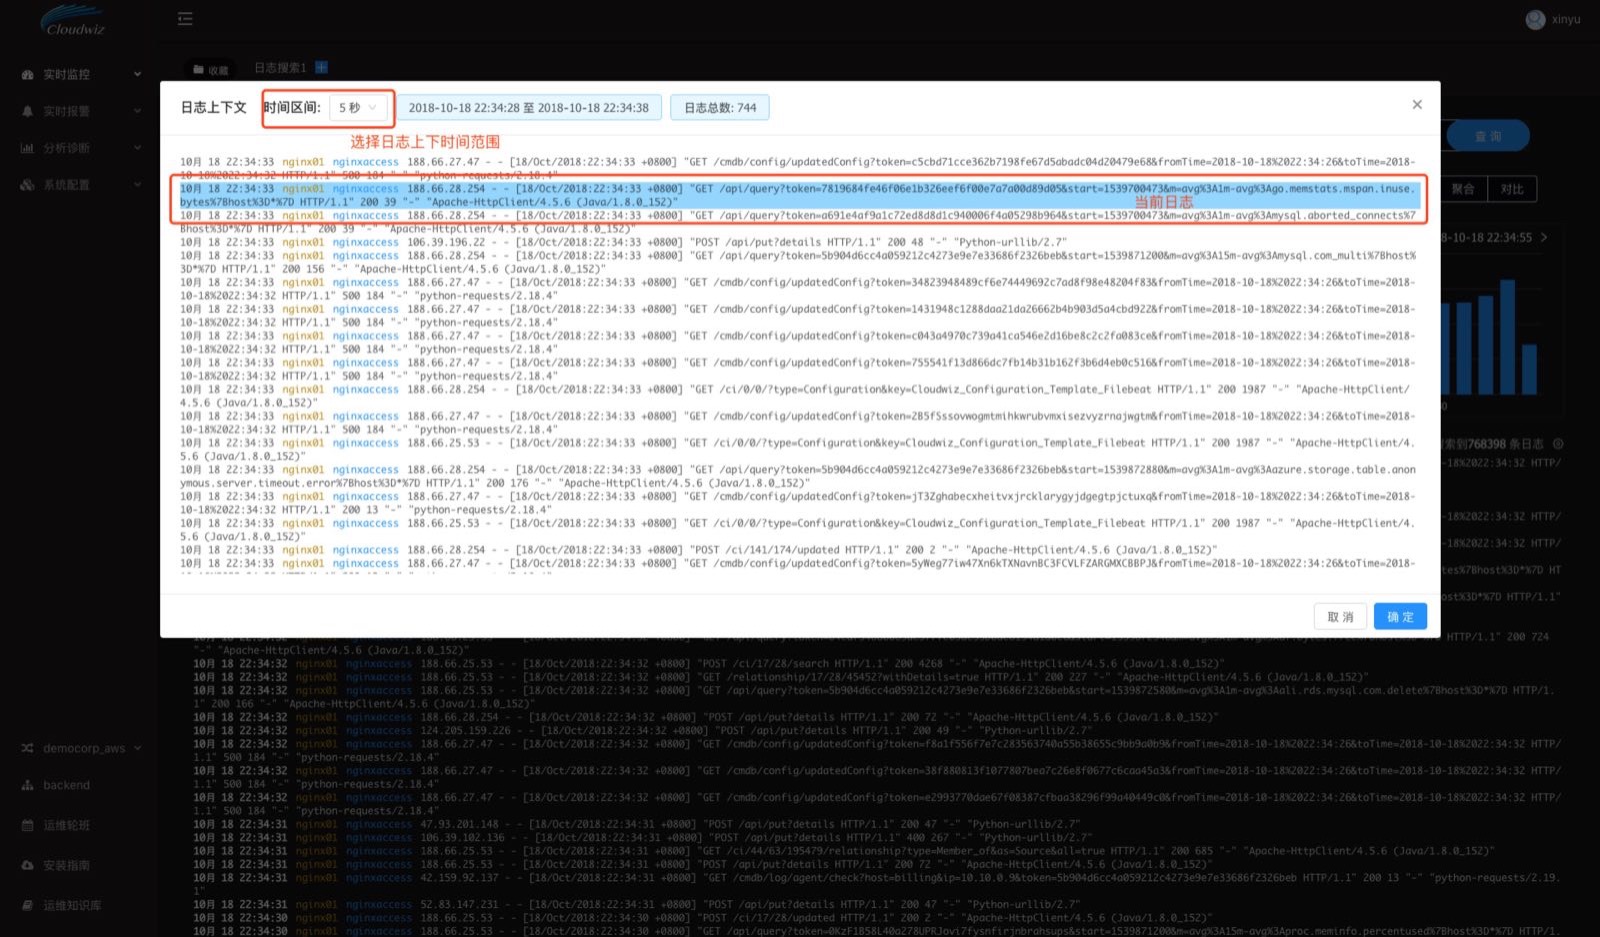 Cloudwiz
xinyu
实时监控
收藏
日志搜索1
实时报警
分析诊断
系统配置
日志上下文
时间区间:
5 秒
2018-10-18 22:34:28 至 2018-10-18 22:34:38
日志总数: 744
选择日志上下时间范围
查 询
聚合
对比
8-10-18 22:34:55
10月 18 22:34:33 nginx01 nginxaccess 188.66.27.47 - - [18/Oct/2018:22:34:33 +0800] "GET /cmdb/config/updatedConfig?token=c5cbd71cce362b7198fe67d5abadc04d20479e68&fromTime=2018-10-18%2022:34:26&toTime=2018-
10月 18 22:34:33 nginx01 nginxaccess 188.66.28.254 - - [18/Oct/2018:22:34:33 +0800] "GET /api/query?token=7819684fe46f06e1b326eef6f00e7a7a00d89d05&start=1539700473&m=avg%3A1m-avg%3Ago.memstats.mspan.inuse.
bytes%7Bhost%3D*%7D HTTP/1.1" 200 39 "-" "Apache-HttpClient/4.5.6 (Java/1.8.0_152)"
当前日志
10月 18 22:34:33 nginx01 nginxaccess 188.66.28.254 - - [18/Oct/2018:22:34:33 +0800] "GET /api/query?token=a691e4af9a1c72ed8d8d1c940006f4a05298b964&start=1539700473&m=avg%3A1m-avg%3Amysql.aborted_connects%7
Bhost%3D*%7D HTTP/1.1" 200 39 "-" "Apache-HttpClient/4.5.6 (Java/1.8.0_152)"
10月 18 22:34:33 nginx01 nginxaccess 106.39.196.22 - - [18/Oct/2018:22:34:33 +0800] "POST /api/put?details HTTP/1.1" 200 48 "-" "Python-urllib/2.7"
10月 18 22:34:33 nginx01 nginxaccess 188.66.28.254 - - [18/Oct/2018:22:34:33 +0800] "GET /api/query?token=5b904d6cc4a059212c4273e9e7e33686f2326beb&start=1539871200&m=avg%3A15m-avg%3Amysql.com_multi%7Bhost%
3D*%7D HTTP/1.1" 200 156 "-" "Apache-HttpClient/4.5.6 (Java/1.8.0_152)"
10月 18 22:34:33 nginx01 nginxaccess 188.66.27.47 - - [18/Oct/2018:22:34:33 +0800] "GET /cmdb/config/updatedConfig?token=34823948489cf6e74449692c7ad8f98e48204f83&fromTime=2018-10-18%2022:34:26&toTime=2018-
10-18%2022:34:32 HTTP/1.1" 500 184 "-" "python-requests/2.18.4"
10月 18 22:34:33 nginx01 nginxaccess 188.66.27.47 - - [18/Oct/2018:22:34:33 +0800] "GET /cmdb/config/updatedConfig?token=1431948c1288daa21da26662b4b903d5a4cbd922&fromTime=2018-10-18%2022:34:26&toTime=2018-
10-18%2022:34:32 HTTP/1.1" 500 184 "-" "python-requests/2.18.4"
10月 18 22:34:33 nginx01 nginxaccess 188.66.27.47 - - [18/Oct/2018:22:34:33 +0800] "GET /cmdb/config/updatedConfig?token=c043a4970c739a41ca546e2d16be8c2c2fa083ce&fromTime=2018-10-18%2022:34:26&toTime=2018-
10-18%2022:34:32 HTTP/1.1" 500 184 "-" "python-requests/2.18.4"
10月 18 22:34:33 nginx01 nginxaccess 188.66.27.47 - - [18/Oct/2018:22:34:33 +0800] "GET /cmdb/config/updatedConfig?token=755541f13d866dc7fb14b31b162f3b6d4eb0c516&fromTime=2018-10-18%2022:34:26&toTime=2018-
10-18%2022:34:32 HTTP/1.1" 500 184 "-" "python-requests/2.18.4"
10月 18 22:34:33 nginx01 nginxaccess 188.66.28.254 - - [18/Oct/2018:22:34:33 +0800] "GET /ci/0/0/?type=Configuration&key=Cloudwiz_Configuration_Template_Filebeat HTTP/1.1" 200 1987 "-" "Apache-HttpClient/
4.5.6 (Java/1.8.0_152)"
10月 18 22:34:33 nginx01 nginxaccess 188.66.27.47 - - [18/Oct/2018:22:34:33 +0800] "GET /cmdb/config/updatedConfig?token=2B5f5ssovwogmtmihkwrubvmxisezvyzrnajwgtm&fromTime=2018-10-18%2022:34:26&toTime=2018-
10-18%2022:34:32 HTTP/1.1" 500 184 "-" "python-requests/2.18.4"
10月 18 22:34:33 nginx01 nginxaccess 188.66.25.53 - - [18/Oct/2018:22:34:33 +0800] "GET /ci/0/0/?type=Configuration&key=Cloudwiz_Configuration_Template_Filebeat HTTP/1.1" 200 1987 "-" "Apache-HttpClient/4.
5.6 (Java/1.8.0_152)"
索到768398 条日志
10月 18 22:34:33 nginx01 nginxaccess 188.66.28.254 - - [18/Oct/2018:22:34:33 +0800] "GET /api/query?token=5b904d6cc4a059212c4273e9e7e33686f2326beb&start=1539872880&m=avg%3A1m-avg%3Aazure.storage.table.anon
ymous.server.timeout.error%7Bhost%3D*%7D HTTP/1.1" 200 176 "-" "Apache-HttpClient/4.5.6 (Java/1.8.0_152)"
10月 18 22:34:33 nginx01 nginxaccess 188.66.27.47 - - [18/Oct/2018:22:34:33 +0800] "GET /cmdb/config/updatedConfig?token=jT3Zghabecxheitvxjrcklarygyjdgegtpjctuxq&fromTime=2018-10-18%2022:34:26&toTime=2018-
10-18%2022:34:32 HTTP/1.1" 200 13 "-" "python-requests/2.18.4"
10月 18 22:34:33 nginx01 nginxaccess 188.66.25.53 - - [18/Oct/2018:22:34:33 +0800] "GET /ci/0/0/?type=Configuration&key=Cloudwiz_Configuration_Template_Filebeat HTTP/1.1" 200 1987 "-" "Apache-HttpClient/4.
5.6 (Java/1.8.0_152)"
10月 18 22:34:33 nginx01 nginxaccess 188.66.28.254 - - [18/Oct/2018:22:34:33 +0800] "POST /ci/141/174/updated HTTP/1.1" 200 2 "-" "Apache-HttpClient/4.5.6 (Java/1.8.0_152)"
10月 18 22:34:33 nginx01 nginxaccess 188.66.27.47 - - [18/Oct/2018:22:34:33 +0800] "GET /cmdb/config/updatedConfig?token=5yWeg77iw47Xn6kTXNavnBC3FCVLFZARGMXCBBPJ&fromTime=2018-10-18%2022:34:26&toTime=2018-
取 消
确 定
HTTP/1.1" 200 724
"-" "Apache-HttpClient/4.5.6 (Java/1.8.0_152)"
10月 18 22:34:32 nginx01 nginxaccess 188.66.25.53 - - [18/Oct/2018:22:34:32 +0800] "POST /ci/17/28/search HTTP/1.1" 200 4268 "-" "Apache-HttpClient/4.5.6 (Java/1.8.0_152)"
10月 18 22:34:32 nginx01 nginxaccess 188.66.25.53 - - [18/Oct/2018:22:34:32 +0800] "GET /relationship/17/28/45452?withDetails=true HTTP/1.1" 200 227 "-" "Apache-HttpClient/4.5.6 (Java/1.8.0_152)"
10月 18 22:34:32 nginx01 nginxaccess 188.66.25.53 - - [18/Oct/2018:22:34:32 +0800] "GET /api/query?token=5b904d6cc4a059212c4273e9e7e33686f2326beb&start=1539872580&m=avg%3A1m-avg%3Aali.rds.mysql.com.delete%7Bhost%3D*%7D HTTP/1.
1" 200 166 "-" "Apache-HttpClient/4.5.6 (Java/1.8.0_152)"
10月 18 22:34:32 nginx01 nginxaccess 188.66.28.254 - - [18/Oct/2018:22:34:32 +0800] "POST /api/put?details HTTP/1.1" 200 72 "-" "Apache-HttpClient/4.5.6 (Java/1.8.0_152)"
10月 18 22:34:32 nginx01 nginxaccess 124.205.159.226 - - [18/Oct/2018:22:34:32 +0800] "POST /api/put?details HTTP/1.1" 200 49 "-" "Python-urllib/2.7"
10月 18 22:34:32 nginx01 nginxaccess 188.66.27.47 - - [18/Oct/2018:22:34:32 +0800] "GET /cmdb/config/updatedConfig?token=f8a1f556f7e7c283563740a55b38655c9bb9a0b9&fromTime=2018-10-18%2022:34:26&toTime=2018-10-18%2022:34:32 HTTP/
1.1" 500 184 "-" "python-requests/2.18.4"
10月 18 22:34:32 nginx01 nginxaccess 188.66.27.47 - - [18/Oct/2018:22:34:32 +0800] "GET /cmdb/config/updatedConfig?token=38f880813f1077807bea7c26e8f0677c6caa45a3&fromTime=2018-10-18%2022:34:26&toTime=2018-10-18%2022:34:32 HTTP/
1.1" 500 184 "-" "python-requests/2.18.4"
10月 18 22:34:32 nginx01 nginxaccess 188.66.27.47 - - [18/Oct/2018:22:34:32 +0800] "GET /cmdb/config/updatedConfig?token=e2993770dae67f08387cfbaa38296f99a40449c0&fromTime=2018-10-18%2022:34:26&toTime=2018-10-18%2022:34:32 HTTP/
1.1" 500 184 "-" "python-requests/2.18.4"
10月 18 22:34:31 nginx01 nginxaccess 47.93.201.148 - - [18/Oct/2018:22:34:31 +0800] "POST /api/put?details HTTP/1.1" 200 47 "-" "Python-urllib/2.7"
10月 18 22:34:31 nginx01 nginxaccess 106.39.102.136 - - [18/Oct/2018:22:34:31 +0800] "POST /api/put?details HTTP/1.1" 400 267 "-" "Python-urllib/2.7"
10月 18 22:34:31 nginx01 nginxaccess 188.66.25.53 - - [18/Oct/2018:22:34:31 +0800] "GET /ci/44/63/195479/relationship?type=Member_of&as=Source&all=true HTTP/1.1" 200 685 "-" "Apache-HttpClient/4.5.6 (Java/1.8.0_152)"
10月 18 22:34:31 nginx01 nginxaccess 188.66.25.53 - - [18/Oct/2018:22:34:31 +0800] "POST /api/put?details HTTP/1.1" 200 72 "-" "Apache-HttpClient/4.5.6 (Java/1.8.0_152)"
10月 18 22:34:31 nginx01 nginxaccess 42.159.92.137 - - [18/Oct/2018:22:34:31 +0800] "GET /cmdb/log/agent/check?host=billing&ip=10.10.0.9&token=5b904d6cc4a059212c4273e9e7e33686f2326beb HTTP/1.1" 200 13 "-" "python-requests/2.19.
1"
10月 18 22:34:31 nginx01 nginxaccess 52.83.147.231 - - [18/Oct/2018:22:34:31 +0800] "POST /api/put?details HTTP/1.1" 200 47 "-" "Python-urllib/2.7"
10月 18 22:34:30 nginx01 nginxaccess 188.66.25.53 - - [18/Oct/2018:22:34:30 +0800] "POST /ci/17/28/updated HTTP/1.1" 200 2 "-" "Apache-HttpClient/4.5.6 (Java/1.8.0_152)"
10月 18 22:34:30 nginx01 nginxaccess 188.66.25.53 - - [18/Oct/2018:22:34:30 +0800] "GET /api/query?token=0KzF1B58L40a278UPRJovi7fysnfirjnbrahsups&start=1539871200&m=avg%3A15m-avg%3Aproc.meminfo.percentused%7Bhost%3D*%7D HTTP/1.
democorp_aws
backend
运维轮班
安装指南
运维知识库